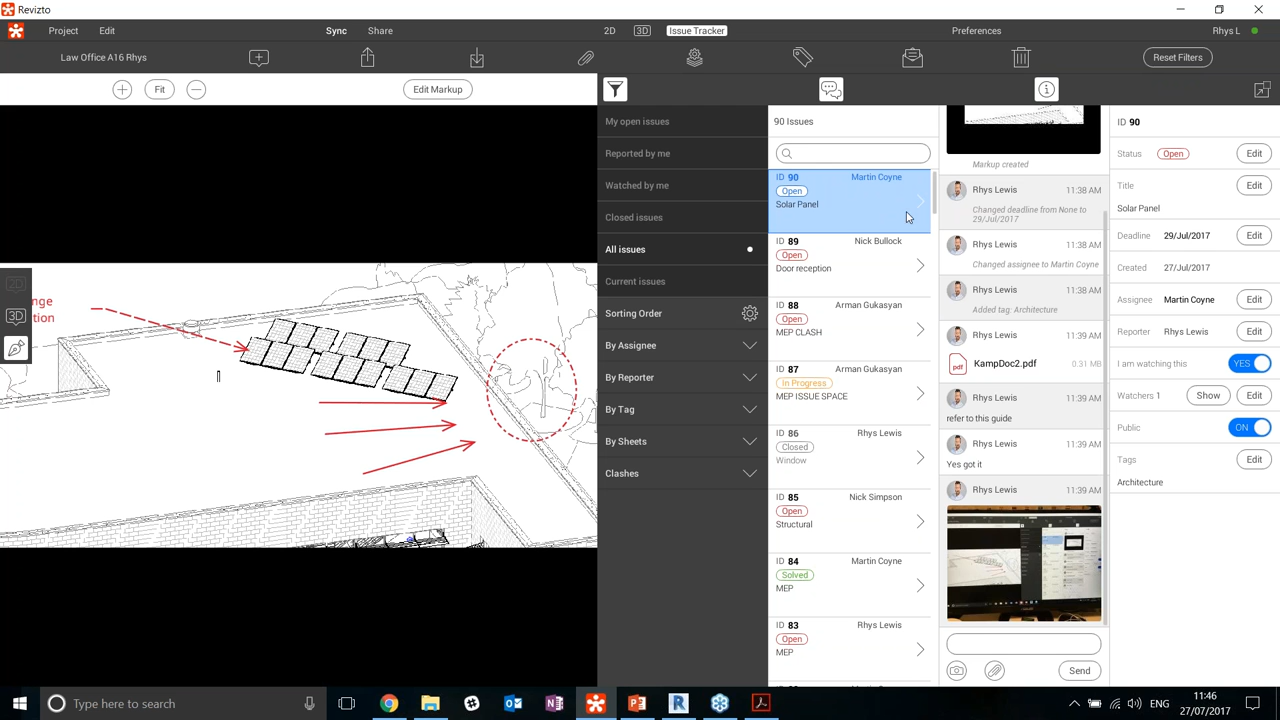 Revizto
Project
Edit
Sync
Share
2D
3D
Issue Tracker
Preferences
Rhys L
Law Office A16 Rhys
Reset Filters
Fit
Edit Markup
My open issues
Reported by me
Watched by me
Closed issues
All issues
Current issues
Sorting Order
By Assignee
By Reporter
By Tag
By Sheets
Clashes
90 Issues
ID 90 Martin Coyne
Open
Solar Panel
ID 89 Nick Bullock
Open
Door reception
ID 88 Arman Gukasyan
Open
MEP CLASH
ID 87 Arman Gukasyan
In Progress
MEP ISSUE SPACE
ID 86 Rhys Lewis
Closed
Window
ID 85 Nick Simpson
Open
Structural
ID 84 Martin Coyne
Solved
MEP
ID 83 Rhys Lewis
Open
MEP
Markup created
Rhys Lewis 11:38 AM
Changed deadline from None to
29/Jul/2017
Rhys Lewis 11:38 AM
Changed assignee to Martin Coyne
Rhys Lewis 11:38 AM
Added tag: Architecture
Rhys Lewis 11:39 AM
pdf KampDoc2.pdf 0.31 MB
Rhys Lewis 11:39 AM
refer to this guide
Rhys Lewis 11:39 AM
Yes got it
Rhys Lewis 11:39 AM
Send
ID 90
Status Open Edit
Title Edit
Solar Panel
Deadline 29/Jul/2017 Edit
Created 27/Jul/2017
Assignee Martin Coyne Edit
Reporter Rhys Lewis Edit
I am watching this YES
Watchers 1 Show Edit
Public ON
Tags Edit
Architecture
2D
3D
nge
tion
Type here to search
ENG
11:46
27/07/2017